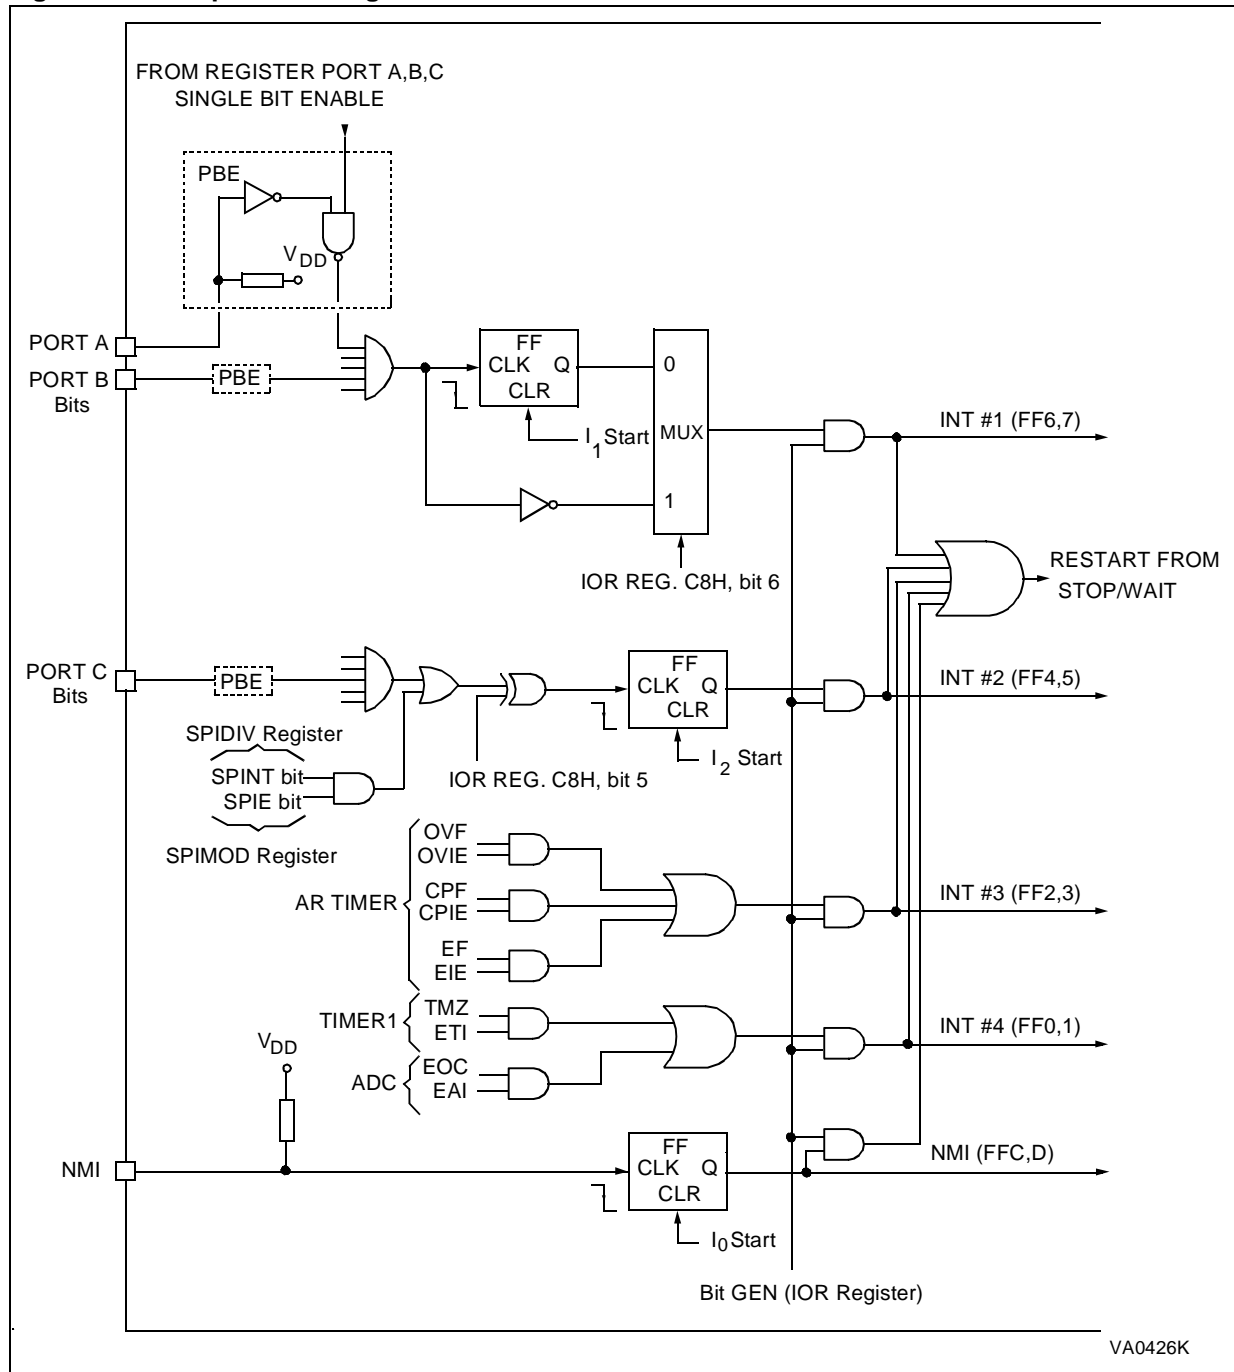 FROM REGISTER PORT A,B,C
SINGLE BIT ENABLE
PBE
VDD
PORT A
PORT B
Bits
PBE
FF
CLK Q
CLR
I1 Start
0
MUX
1
IOR REG. C8H, bit 6
INT #1 (FF6,7)
RESTART FROM
STOP/WAIT
PORT C
Bits
PBE
FF
CLK Q
CLR
I2 Start
INT #2 (FF4,5)
SPIDIV Register
SPINT bit
SPIE bit
SPIMOD Register
IOR REG. C8H, bit 5
AR TIMER
OVF
OVIE
CPF
CPIE
EF
EIE
INT #3 (FF2,3)
TIMER1
TMZ
ETI
ADC
EOC
EAI
INT #4 (FF0,1)
VDD
NMI
FF
CLK Q
CLR
I0 Start
NMI (FFC,D)
Bit GEN (IOR Register)
VA0426K